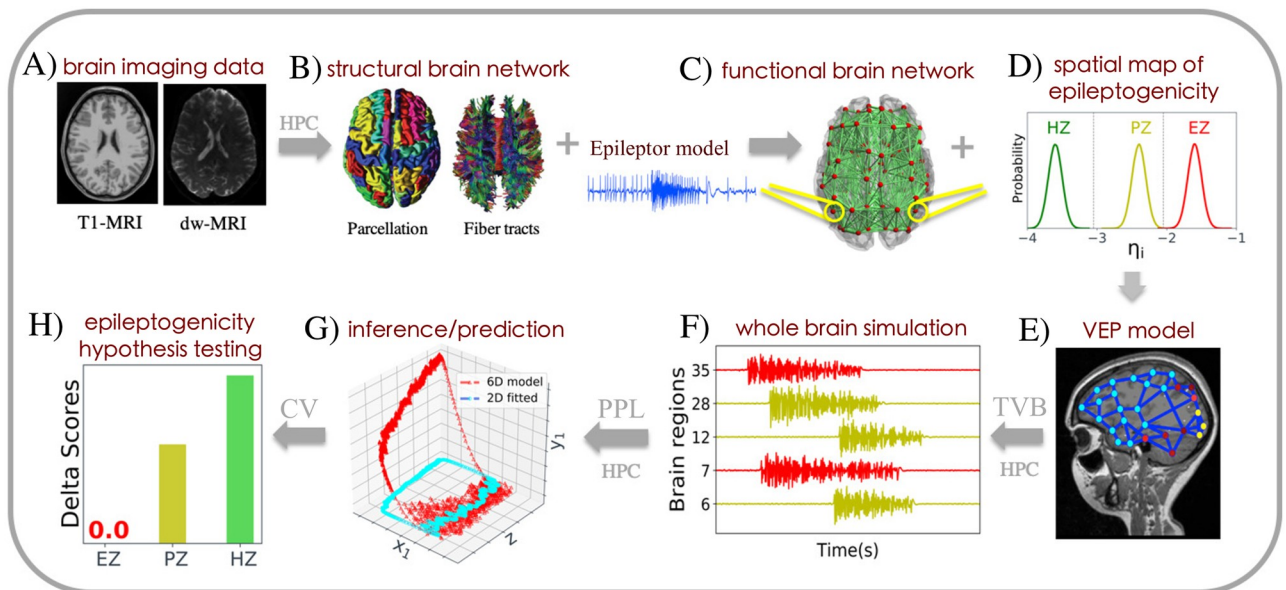 A) brain imaging data
T1-MRI
dw-MRI
HPC
B) structural brain network
Parcellation
Fiber tracts
+
Epileptor model
C) functional brain network
+
D) spatial map of
epileptogenicity
HZ
PZ
EZ
Probability
−4
−3
−2
−1
ηi
E) VEP model
TVB
HPC
F) whole brain simulation
Brain regions
35
28
12
7
6
Time(s)
PPL
HPC
G) inference/prediction
6D model
2D fitted
y1
x1
z
CV
H) epileptogenicity
hypothesis testing
Delta Scores
0.0
EZ
PZ
HZ